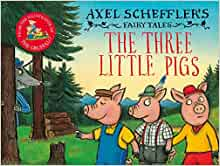 AXEL SCHEFFLER'S
FAIRY TALES
THE THREE
LITTLE PIGS